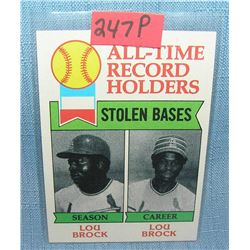 247P
ALL-TIME
RECORD
HOLDERS
STOLEN BASES
SEASON CAREER
LOU LOU
BROCK BROCK